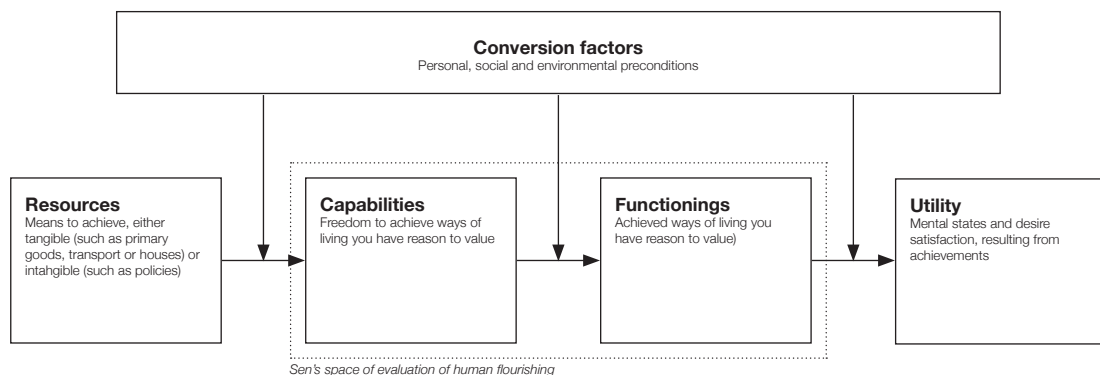 Conversion factors
Personal, social and environmental preconditions
Resources
Means to achieve, either
tangible (such as primary
goods, transport or houses) or
intahgible (such as policies)
Capabilities
Freedom to achieve ways of
living you have reason to value
Functionings
Achieved ways of living you
have reason to value)
Utility
Mental states and desire
satisfaction, resulting from
achievements
Sen's space of evaluation of human flourishing